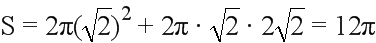 S = 2π(√2)² + 2π · √2 · 2√2 = 12π